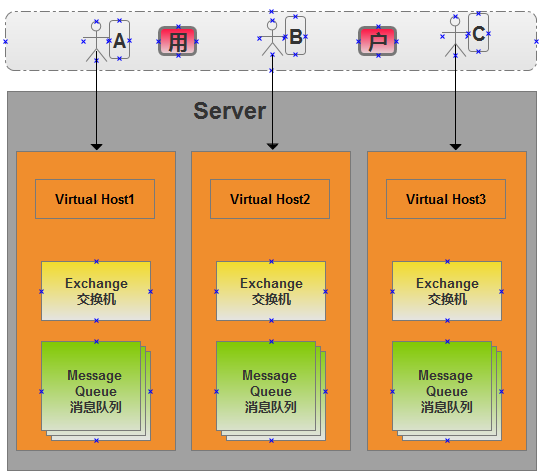 A 用 B 户 C
Server
Virtual Host1
Virtual Host2
Virtual Host3
Exchange
交换机
Exchange
交换机
Exchange
交换机
Message
Queue
消息队列
Message
Queue
消息队列
Message
Queue
消息队列